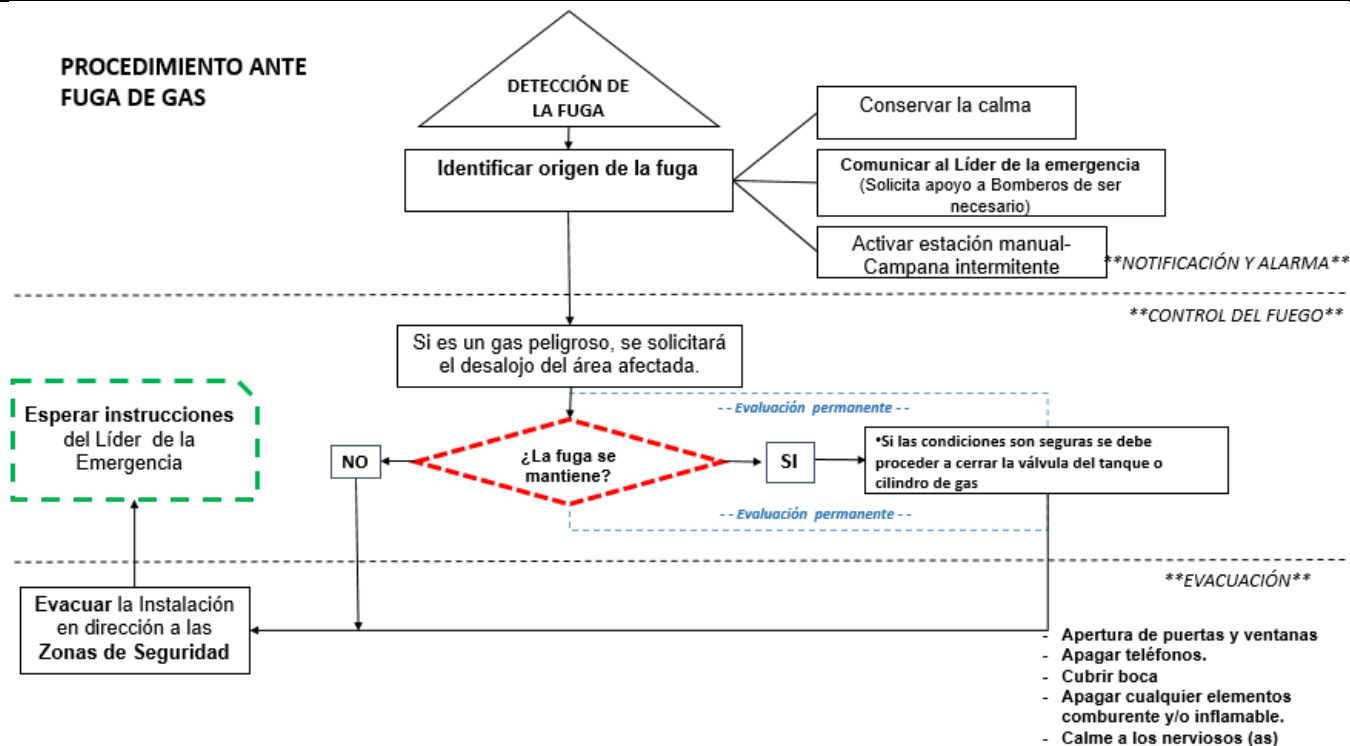 PROCEDIMIENTO ANTE
FUGA DE GAS
DETECCIÓN DE
LA FUGA
Identificar origen de la fuga
Conservar la calma
Comunicar al Líder de la emergencia
(Solicita apoyo a Bomberos de ser
necesario)
Activar estación manual-
Campana intermitente
**NOTIFICACIÓN Y ALARMA**
**CONTROL DEL FUEGO**
Si es un gas peligroso, se solicitará
el desalojo del área afectada.
Esperar instrucciones
del Líder de la
Emergencia
- - Evaluación permanente - -
NO
¿La fuga se
mantiene?
SI
•Si las condiciones son seguras se debe
proceder a cerrar la válvula del tanque o
cilindro de gas
- - Evaluación permanente - -
**EVACUACIÓN**
Evacuar la Instalación
en dirección a las
Zonas de Seguridad
- Apertura de puertas y ventanas
- Apagar teléfonos.
- Cubrir boca
- Apagar cualquier elementos
comburente y/o inflamable.
- Calme a los nerviosos (as)